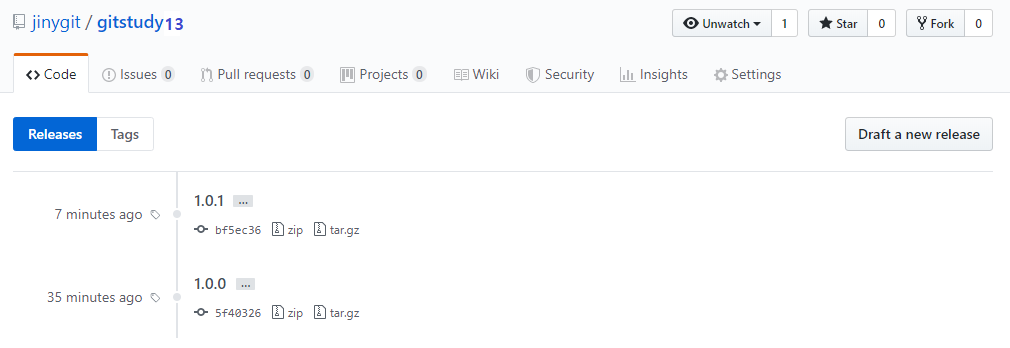 jinygit / gitstudy13 Unwatch 1 Star 0 Fork 0
Code Issues 0 Pull requests 0 Projects 0 Wiki Security Insights Settings
Releases Tags Draft a new release
1.0.1 ...
7 minutes ago
bf5ec36 zip tar.gz
1.0.0 ...
35 minutes ago
5f40326 zip tar.gz